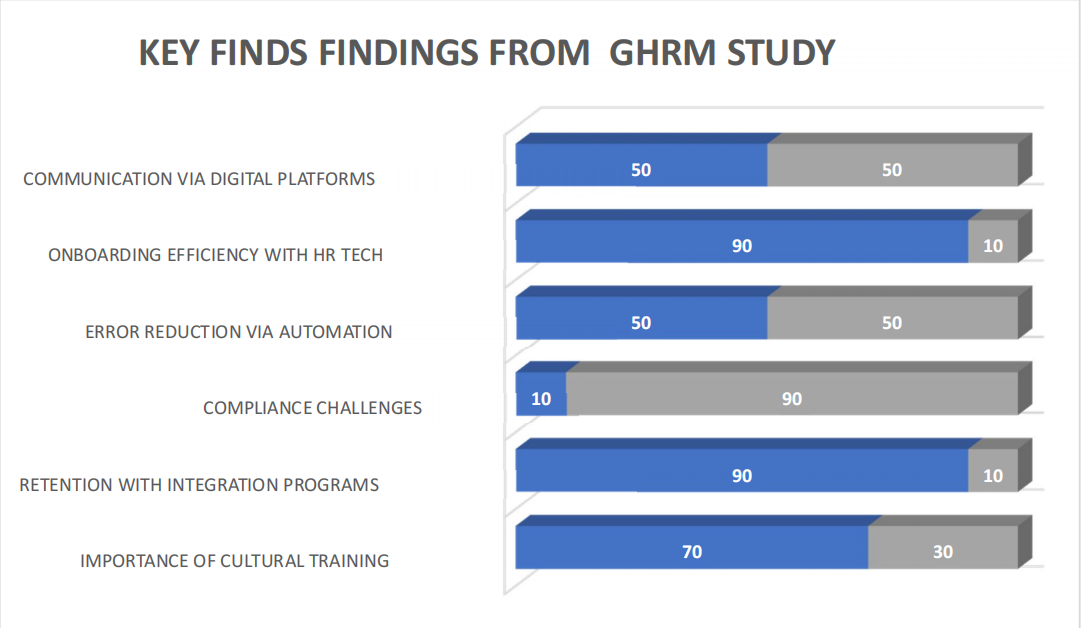 KEY FINDS FINDINGS FROM GHRM STUDY
COMMUNICATION VIA DIGITAL PLATFORMS 50 50
ONBOARDING EFFICIENCY WITH HR TECH 90 10
ERROR REDUCTION VIA AUTOMATION 50 50
COMPLIANCE CHALLENGES 10 90
RETENTION WITH INTEGRATION PROGRAMS 90 10
IMPORTANCE OF CULTURAL TRAINING 70 30